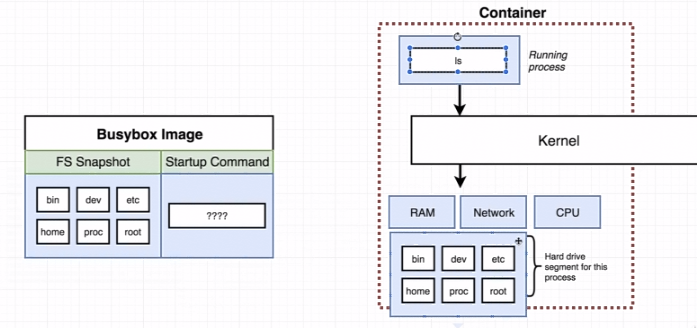 Container
ls
Running
process
Busybox Image
FS Snapshot
Startup Command
bin
dev
etc
home
proc
root
????
Kernel
RAM
Network
CPU
bin
dev
etc
home
proc
root
Hard drive
segment for this
process